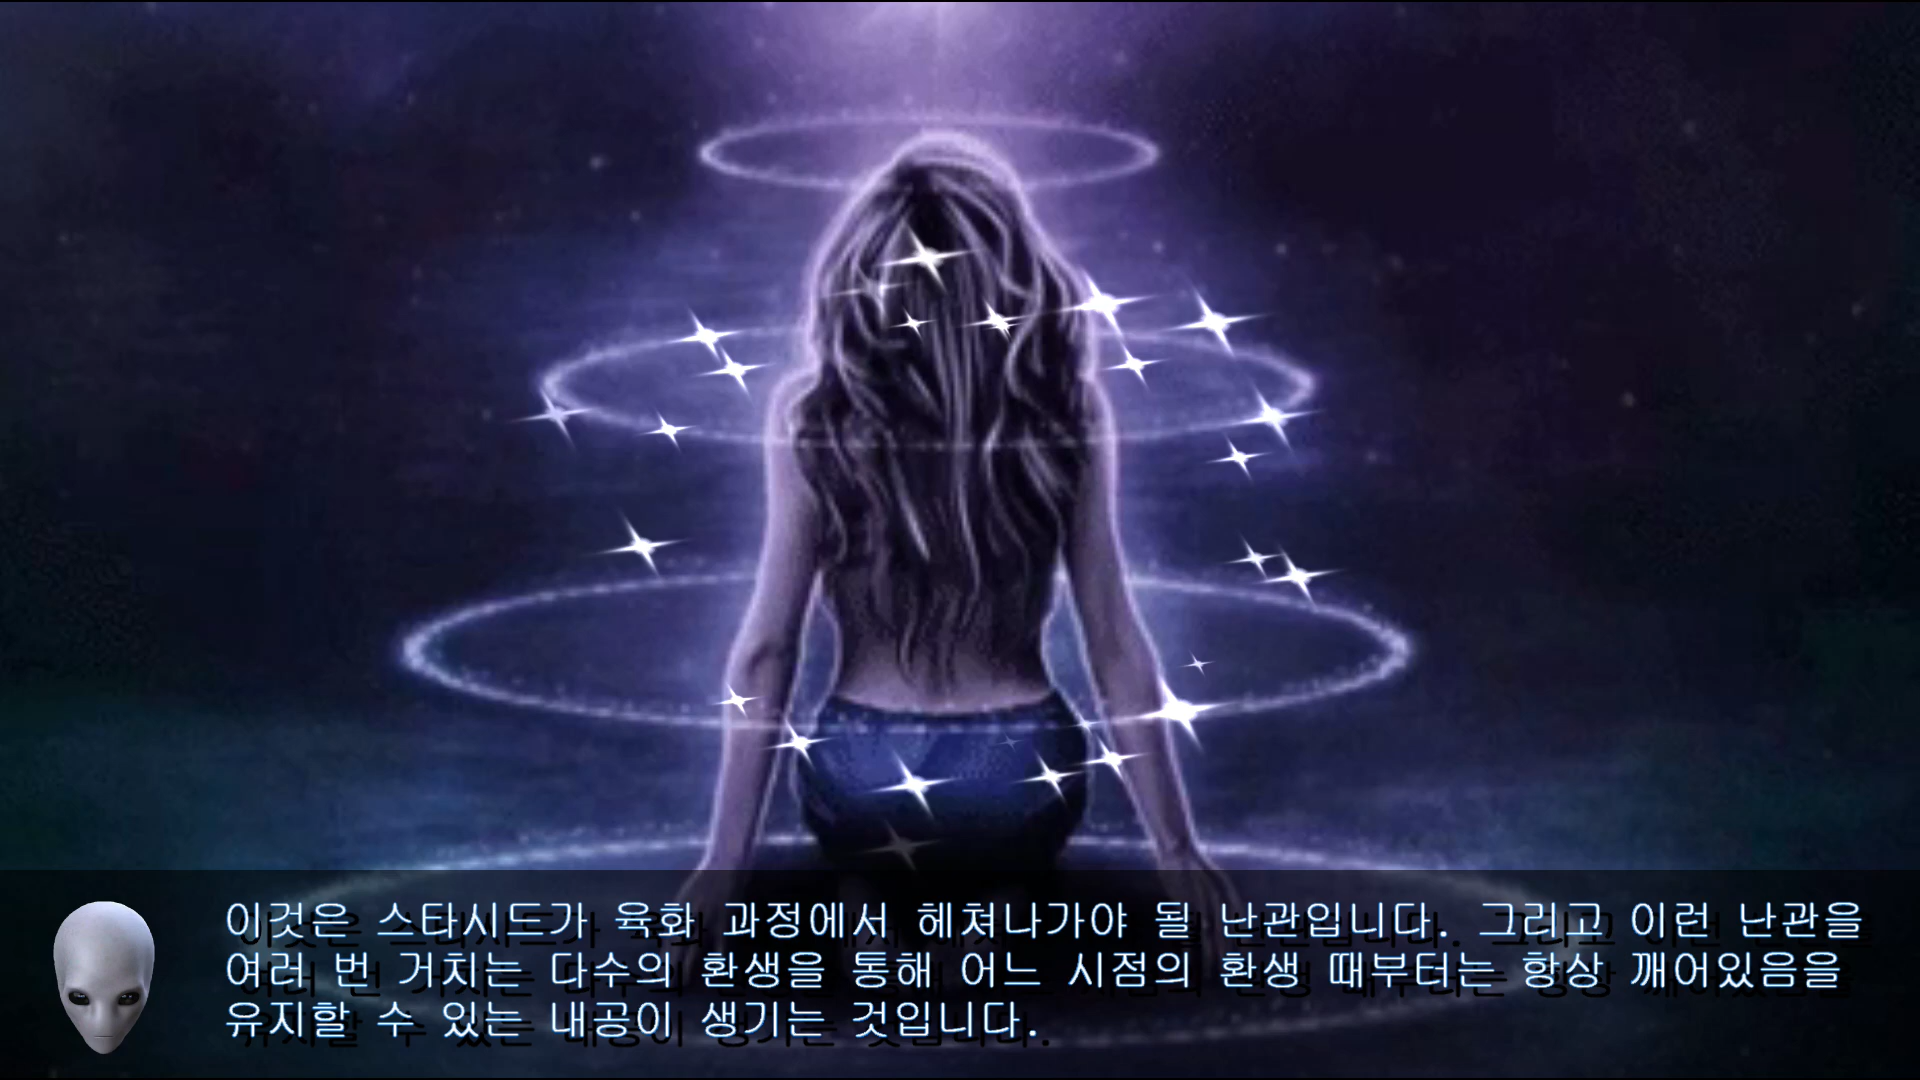 이것은 스타시드가 육화 과정에서 헤쳐나가야 될 난관입니다. 그리고 이런 난관을
여러 번 거치는 다수의 환생을 통해 어느 시점의 환생 때부터는 항상 깨어있음을
유지할 수 있는 내공이 생기는 것입니다.